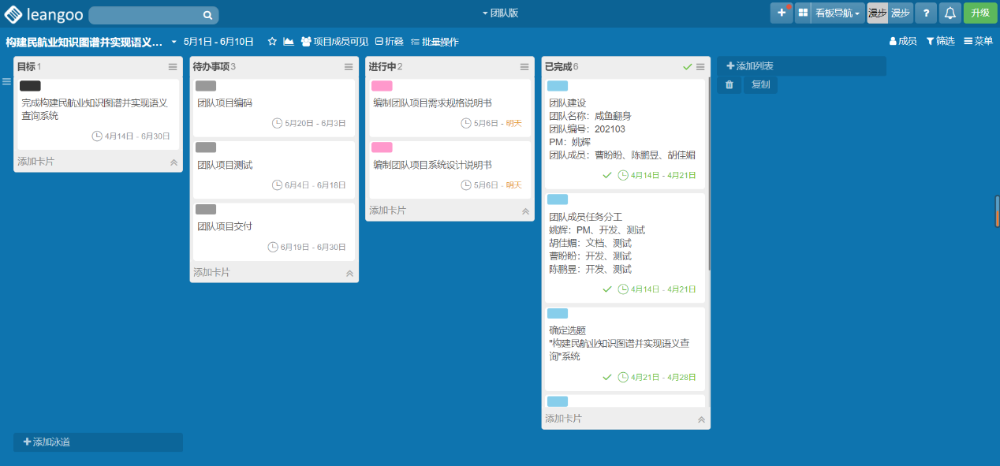 leangoo
团队版
看板导航
漫步 漫步
?
升级
构建民航业知识图谱并实现语义... 5月1日 - 6月10日 项目成员可见 折叠 批量操作
成员 筛选 菜单
目标 1
完成构建民航业知识图谱并实现语义
查询系统
4月14日 - 6月30日
添加卡片
待办事项 3
团队项目编码
5月20日 - 6月3日
团队项目测试
6月4日 - 6月18日
团队项目交付
6月19日 - 6月30日
添加卡片
进行中 2
编制团队项目需求规格说明书
5月6日 - 明天
编制团队项目系统设计说明书
5月6日 - 明天
添加卡片
已完成 6
团队建设
团队名称：咸鱼翻身
团队编号：202103
PM：姚辉
团队成员：曹盼盼、陈鹏昱、胡佳媚
4月14日 - 4月21日
团队成员任务分工
姚辉：PM、开发、测试
胡佳媚：文档、测试
曹盼盼：开发、测试
陈鹏昱：开发、测试
4月14日 - 4月21日
确定选题
"构建民航业知识图谱并实现语义查
询"系统
4月21日 - 4月28日
添加卡片
添加列表
复制
添加泳道